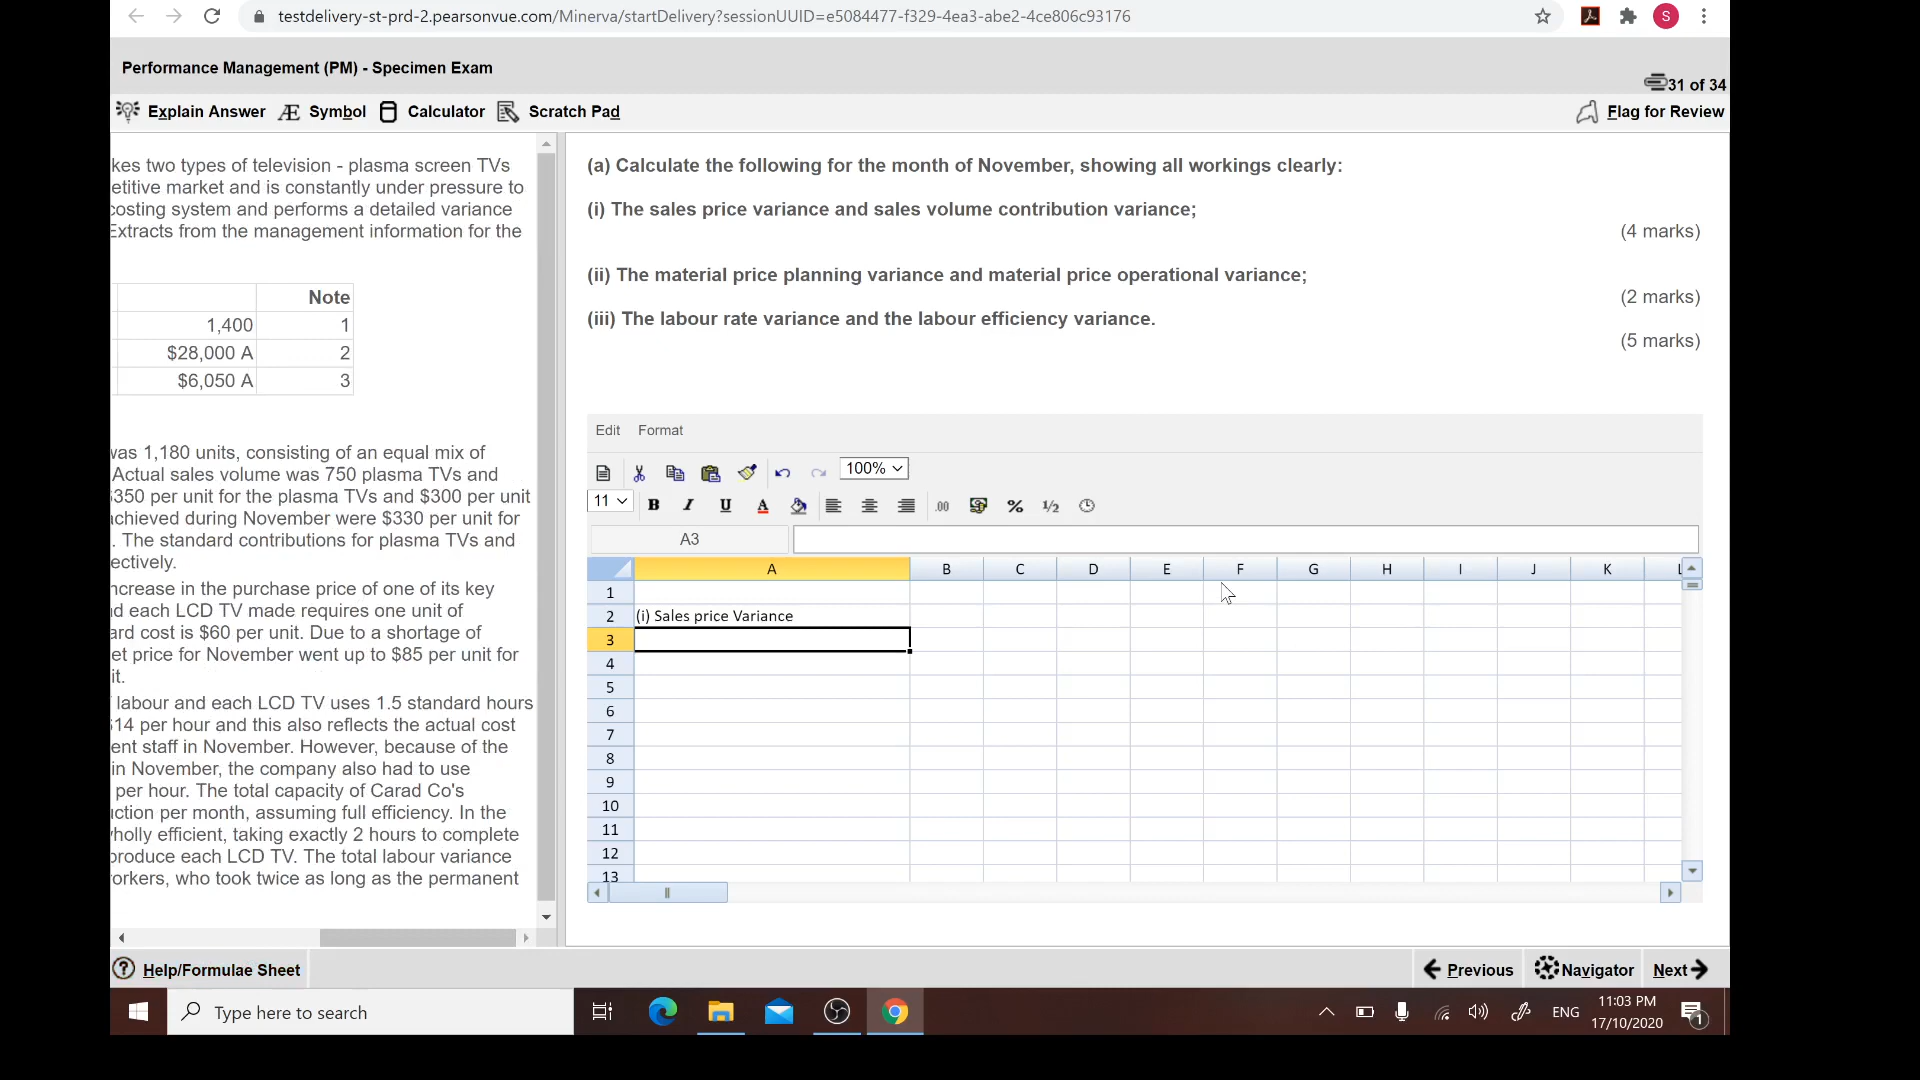 testdelivery-st-prd-2.pearsonvue.com/Minerva/startDelivery?sessionUUID=e5084477-f329-4ea3-abe2-4ce806c93176
S
Performance Management (PM) - Specimen Exam
31 of 34
Explain Answer Æ Symbol Calculator Scratch Pad
Flag for Review
kes two types of television - plasma screen TVs
etitive market and is constantly under pressure to
costing system and performs a detailed variance
Extracts from the management information for the
Note
1,400 1
$28,000 A 2
$6,050 A 3
was 1,180 units, consisting of an equal mix of
Actual sales volume was 750 plasma TVs and
$350 per unit for the plasma TVs and $300 per unit
achieved during November were $330 per unit for
. The standard contributions for plasma TVs and
ectively.
ncrease in the purchase price of one of its key
d each LCD TV made requires one unit of
ard cost is $60 per unit. Due to a shortage of
et price for November went up to $85 per unit for
it.
labour and each LCD TV uses 1.5 standard hours
$14 per hour and this also reflects the actual cost
ent staff in November. However, because of the
in November, the company also had to use
per hour. The total capacity of Carad Co's
uction per month, assuming full efficiency. In the
wholly efficient, taking exactly 2 hours to complete
produce each LCD TV. The total labour variance
orkers, who took twice as long as the permanent
(a) Calculate the following for the month of November, showing all workings clearly:
(i) The sales price variance and sales volume contribution variance;
(4 marks)
(ii) The material price planning variance and material price operational variance;
(2 marks)
(iii) The labour rate variance and the labour efficiency variance.
(5 marks)
Edit Format
100%
11 B I U A .00 % 1/2
A3
A B C D E F G H I J K L
1
2 (i) Sales price Variance
3
4
5
6
7
8
9
10
11
12
13
Help/Formulae Sheet
Previous Navigator Next
Type here to search
ENG
11:03 PM
17/10/2020
1